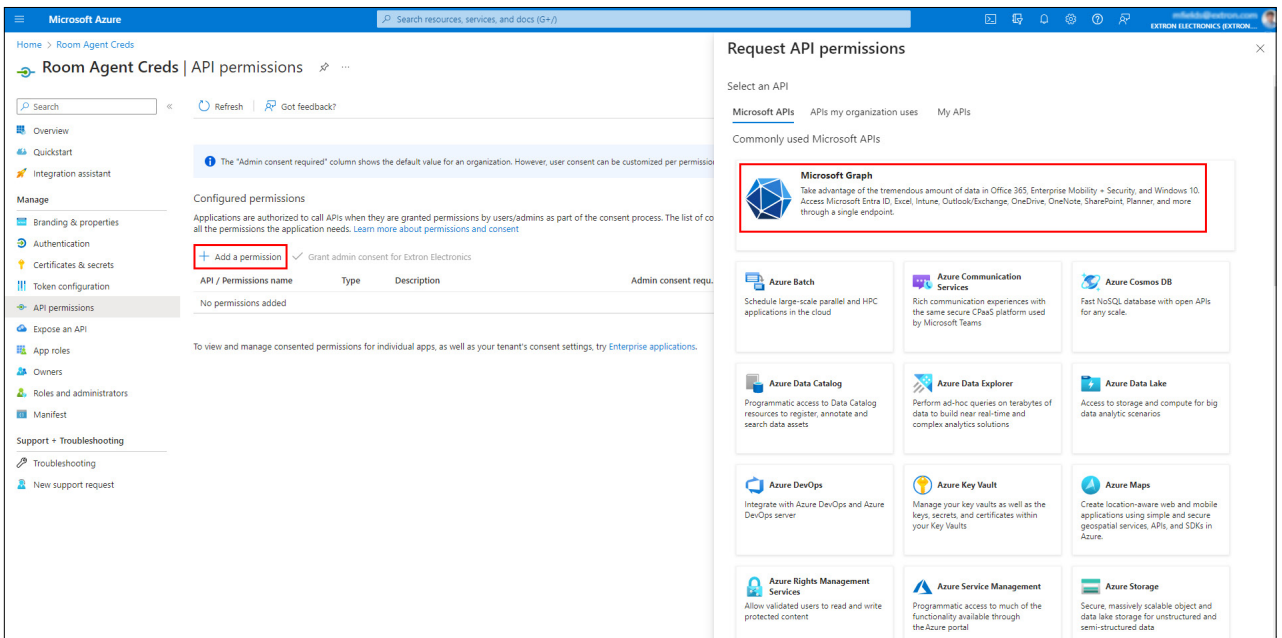 Microsoft Azure
Search resources, services, and docs (G+/)
EXTRON ELECTRONICS (EXTRON...
Home > Room Agent Creds
Room Agent Creds | API permissions
Search
Overview
Quickstart
Integration assistant
Manage
Branding & properties
Authentication
Certificates & secrets
Token configuration
API permissions
Expose an API
App roles
Owners
Roles and administrators
Manifest
Support + Troubleshooting
Troubleshooting
New support request
Refresh
Got feedback?
The "Admin consent required" column shows the default value for an organization. However, user consent can be customized per permission
Configured permissions
Applications are authorized to call APIs when they are granted permissions by users/admins as part of the consent process. The list of co
all the permissions the application needs. Learn more about permissions and consent
Add a permission
Grant admin consent for Extron Electronics
API / Permissions name Type Description Admin consent requ.
No permissions added
To view and manage consented permissions for individual apps, as well as your tenant's consent settings, try Enterprise applications.
Request API permissions
Select an API
Microsoft APIs APIs my organization uses My APIs
Commonly used Microsoft APIs
Microsoft Graph
Take advantage of the tremendous amount of data in Office 365, Enterprise Mobility + Security, and Windows 10.
Access Microsoft Entra ID, Excel, Intune, Outlook/Exchange, OneDrive, OneNote, SharePoint, Planner, and more
through a single endpoint.
Azure Batch
Schedule large-scale parallel and HPC
applications in the cloud
Azure Communication
Services
Rich communication experiences with
the same secure CPaaS platform used
by Microsoft Teams
Azure Cosmos DB
Fast NoSQL database with open APIs
for any scale.
Azure Data Catalog
Programmatic access to Data Catalog
resources to register, annotate and
search data assets
Azure Data Explorer
Perform ad-hoc queries on terabytes of
data to build near real-time and
complex analytics solutions
Azure Data Lake
Access to storage and compute for big
data analytic scenarios
Azure DevOps
Integrate with Azure DevOps and Azure
DevOps server
Azure Key Vault
Manage your key vaults as well as the
keys, secrets, and certificates within
your Key Vaults
Azure Maps
Create location-aware web and mobile
applications using simple and secure
geospatial services, APIs, and SDKs in
Azure.
Azure Rights Management
Services
Allow validated users to read and write
protected content
Azure Service Management
Programmatic access to much of the
functionality available through
the Azure portal
Azure Storage
Secure, massively scalable object and
data lake storage for unstructured and
semi-structured data